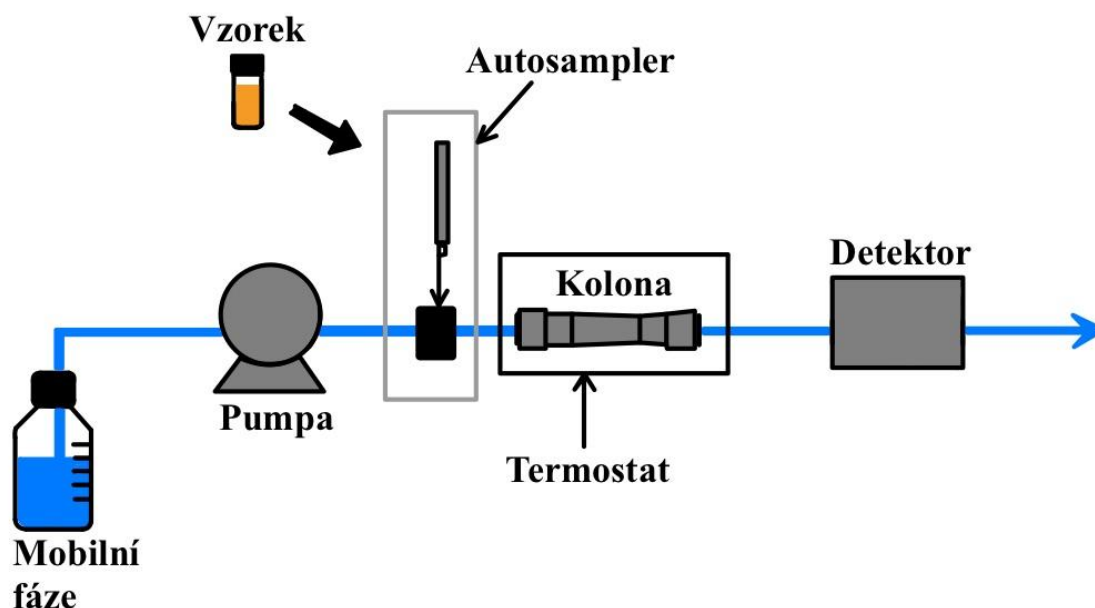 Vzorek
Autosampler
Kolona
Detektor
Pumpa
Termostat
Mobilní
fáze